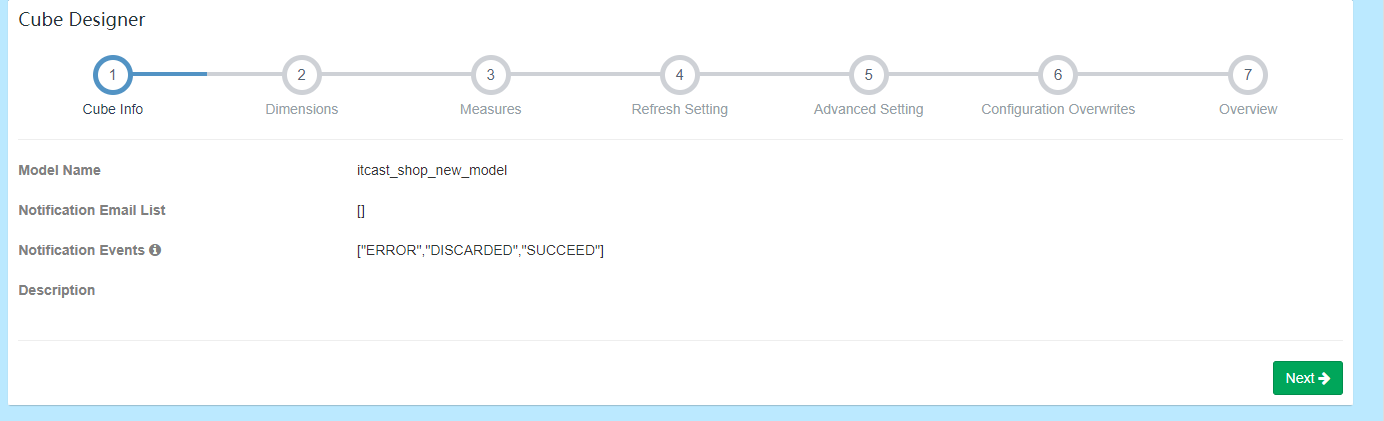 Cube Designer
1 2 3 4 5 6 7
Cube Info Dimensions Measures Refresh Setting Advanced Setting Configuration Overwrites Overview
Model Name itcast_shop_new_model
Notification Email List []
Notification Events ["ERROR","DISCARDED","SUCCEED"]
Description
Next